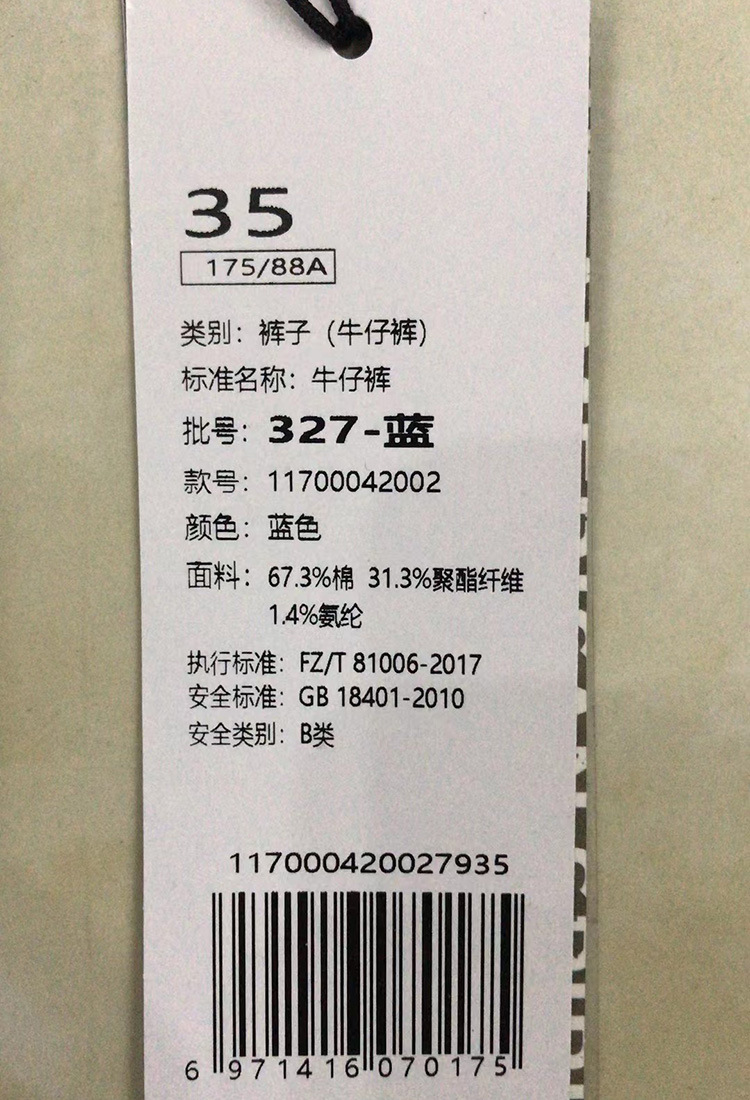 35
175/88A
类别：裤子（牛仔裤）
标准名称：牛仔裤
批号：327-蓝
款号：11700042002
颜色：蓝色
面料：67.3%棉 31.3%聚酯纤维
1.4%氨纶
执行标准：FZ/T 81006-2017
安全标准：GB 18401-2010
安全类别：B类
117000420027935
6 971416 070175